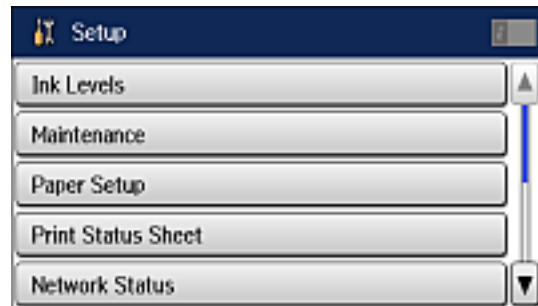 Setup
Ink Levels
Maintenance
Paper Setup
Print Status Sheet
Network Status